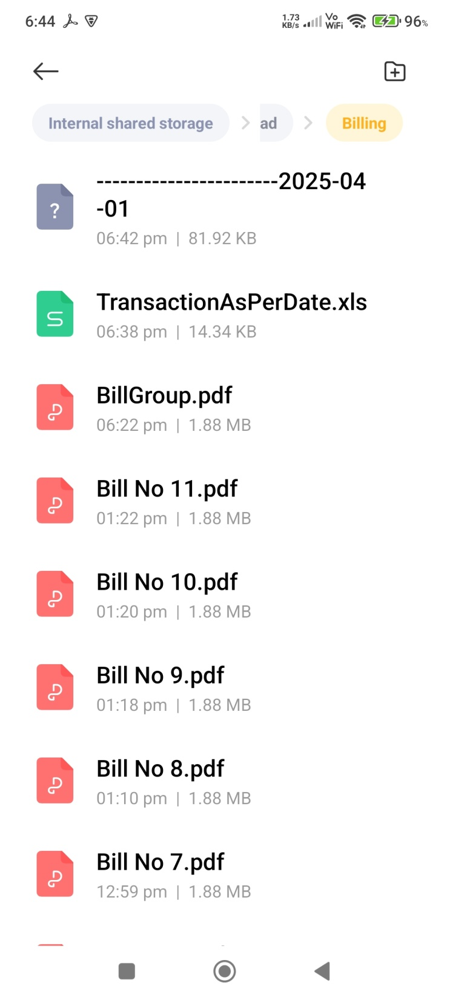 6:44 1.73 KB/s Vo WiFi 96%
Internal shared storage > ad > Billing
-----------------------2025-04
-01
06:42 pm | 81.92 KB
?
TransactionAsPerDate.xls
06:38 pm | 14.34 KB
BillGroup.pdf
06:22 pm | 1.88 MB
Bill No 11.pdf
01:22 pm | 1.88 MB
Bill No 10.pdf
01:20 pm | 1.88 MB
Bill No 9.pdf
01:18 pm | 1.88 MB
Bill No 8.pdf
01:10 pm | 1.88 MB
Bill No 7.pdf
12:59 pm | 1.88 MB